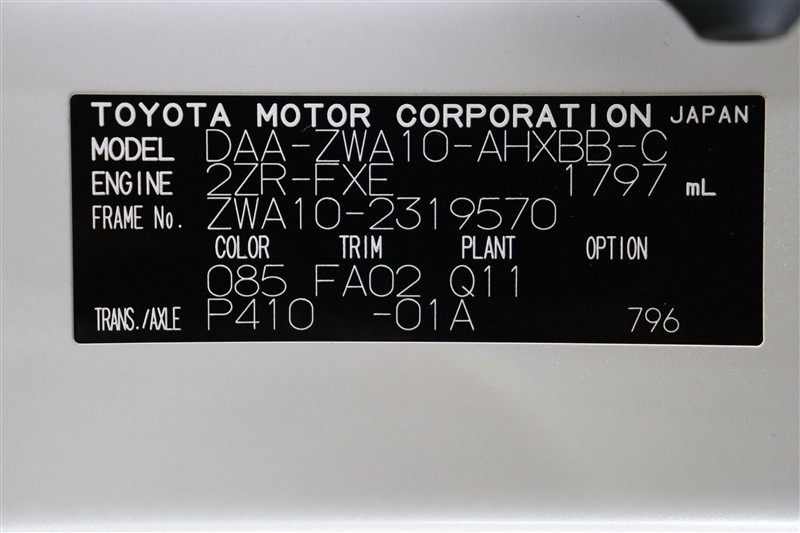 TOYOTA MOTOR CORPORATION JAPAN
MODEL DAA-ZWA10-AHXBB-C
ENGINE 2ZR-FXE 1797 mL
FRAME No. ZWA10-2319570
COLOR TRIM PLANT OPTION
085 FA02 Q11
TRANS./AXLE P410 -01A 796